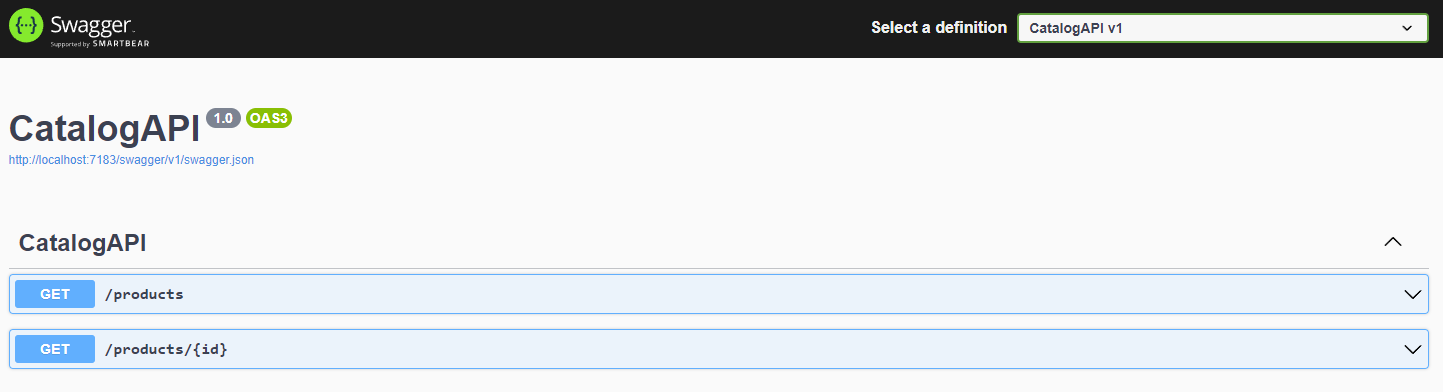 Swagger
Supported by SMARTBEAR
Select a definition
CatalogAPI v1
CatalogAPI 1.0 OAS3
http://localhost:7183/swagger/v1/swagger.json
CatalogAPI
GET /products
GET /products/{id}